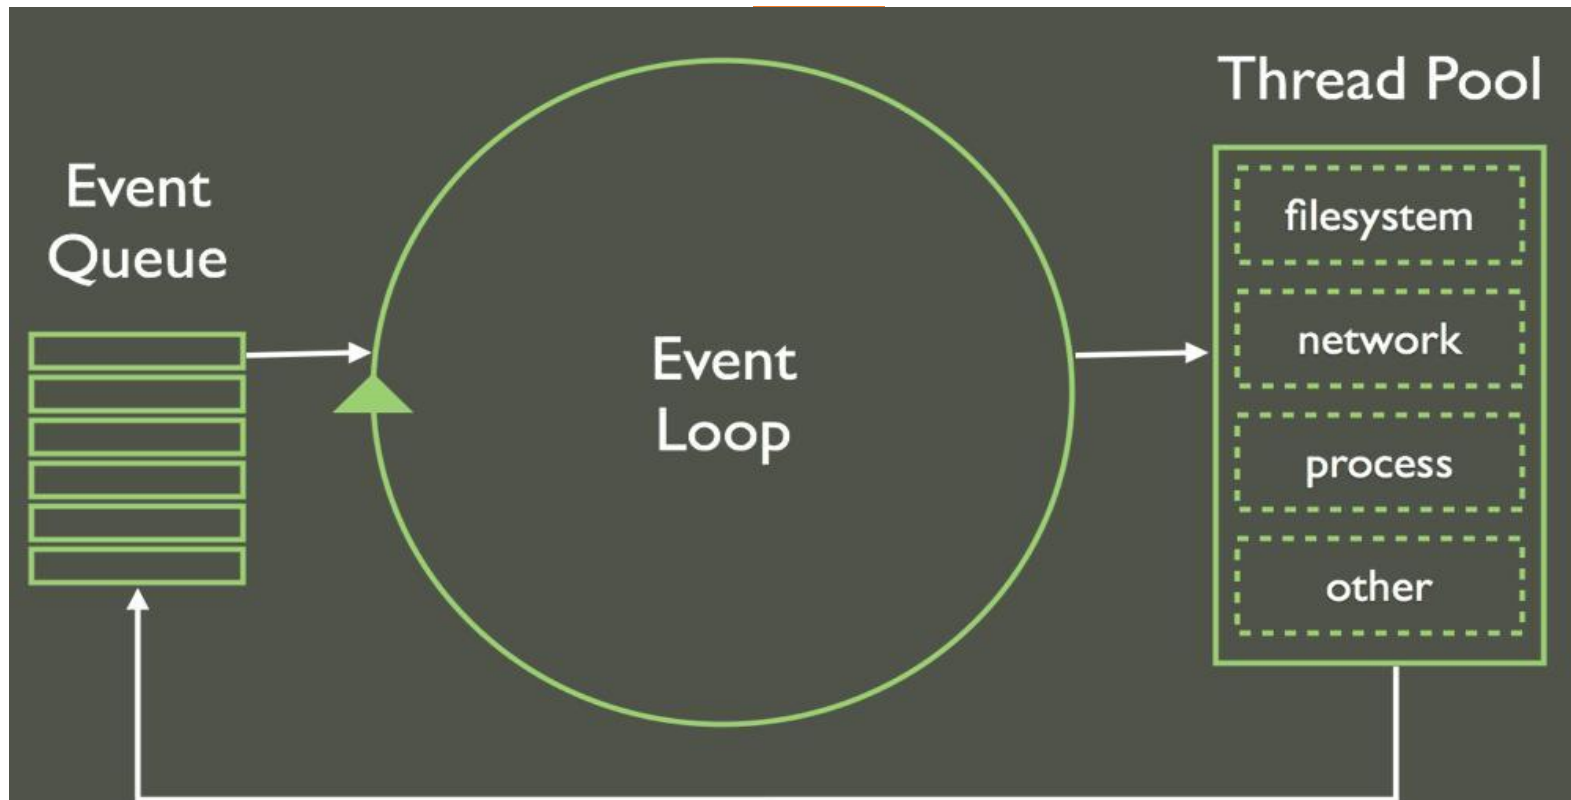 Event
Queue
Event
Loop
Thread Pool
filesystem
network
process
other